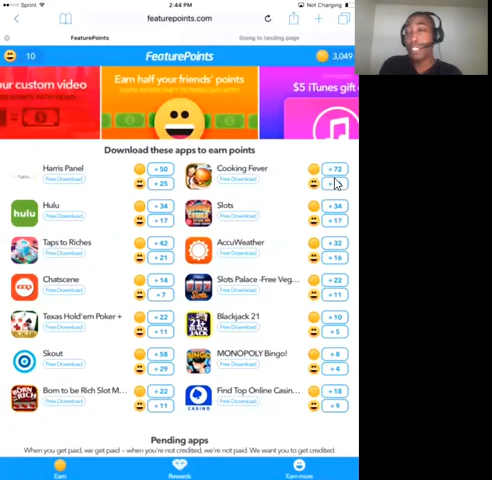 Sprint
2:44 PM
Not Charging
featurepoints.com
FeaturePoints
Going to landing page
10
FeaturePoints
3,049
ur custom video
Earn half your friends' points
$5 iTunes gift
Download these apps to earn points
Harris Panel
Free Download
+ 50
+ 25
Cooking Fever
Free Download
+ 72
Hulu
Free Download
hulu
+ 34
+ 17
Slots
Free Download
+ 34
+ 17
Taps to Riches
Free Download
+ 42
+ 21
AccuWeather
Free Download
+ 32
+ 16
Chatscene
Free Download
+ 14
+ 7
Slots Palace -Free Veg...
Free Download
+ 22
+ 11
Texas Hold'em Poker +
Free Download
+ 22
+ 11
Blackjack 21
Free Download
+ 10
+ 5
Skout
Free Download
+ 58
+ 29
MONOPOLY Bingo!
Free Download
+ 8
+ 4
Born to be Rich Slot M...
Free Download
+ 22
+ 11
Find Top Online Casin...
Free Download
CASINO
+ 18
+ 9
Pending apps
When you get paid, we get paid – when you're not credited, we're not paid. We want you to get credited.
Earn
Rewards
Earn more